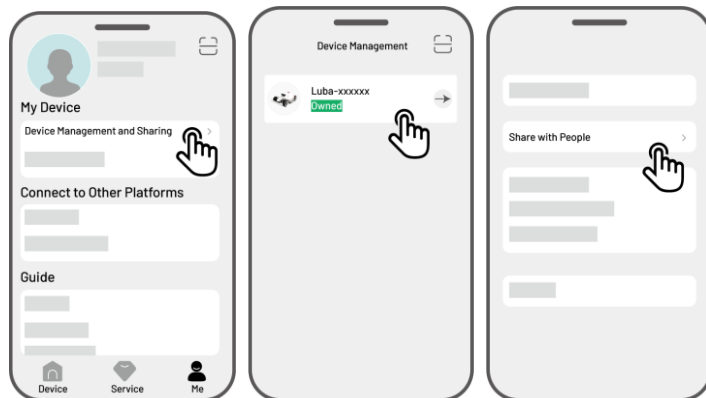 My Device
Device Management and Sharing
Connect to Other Platforms
Guide
Device
Service
Me
Device Management
Luba-xxxxxx
Owned
Share with People